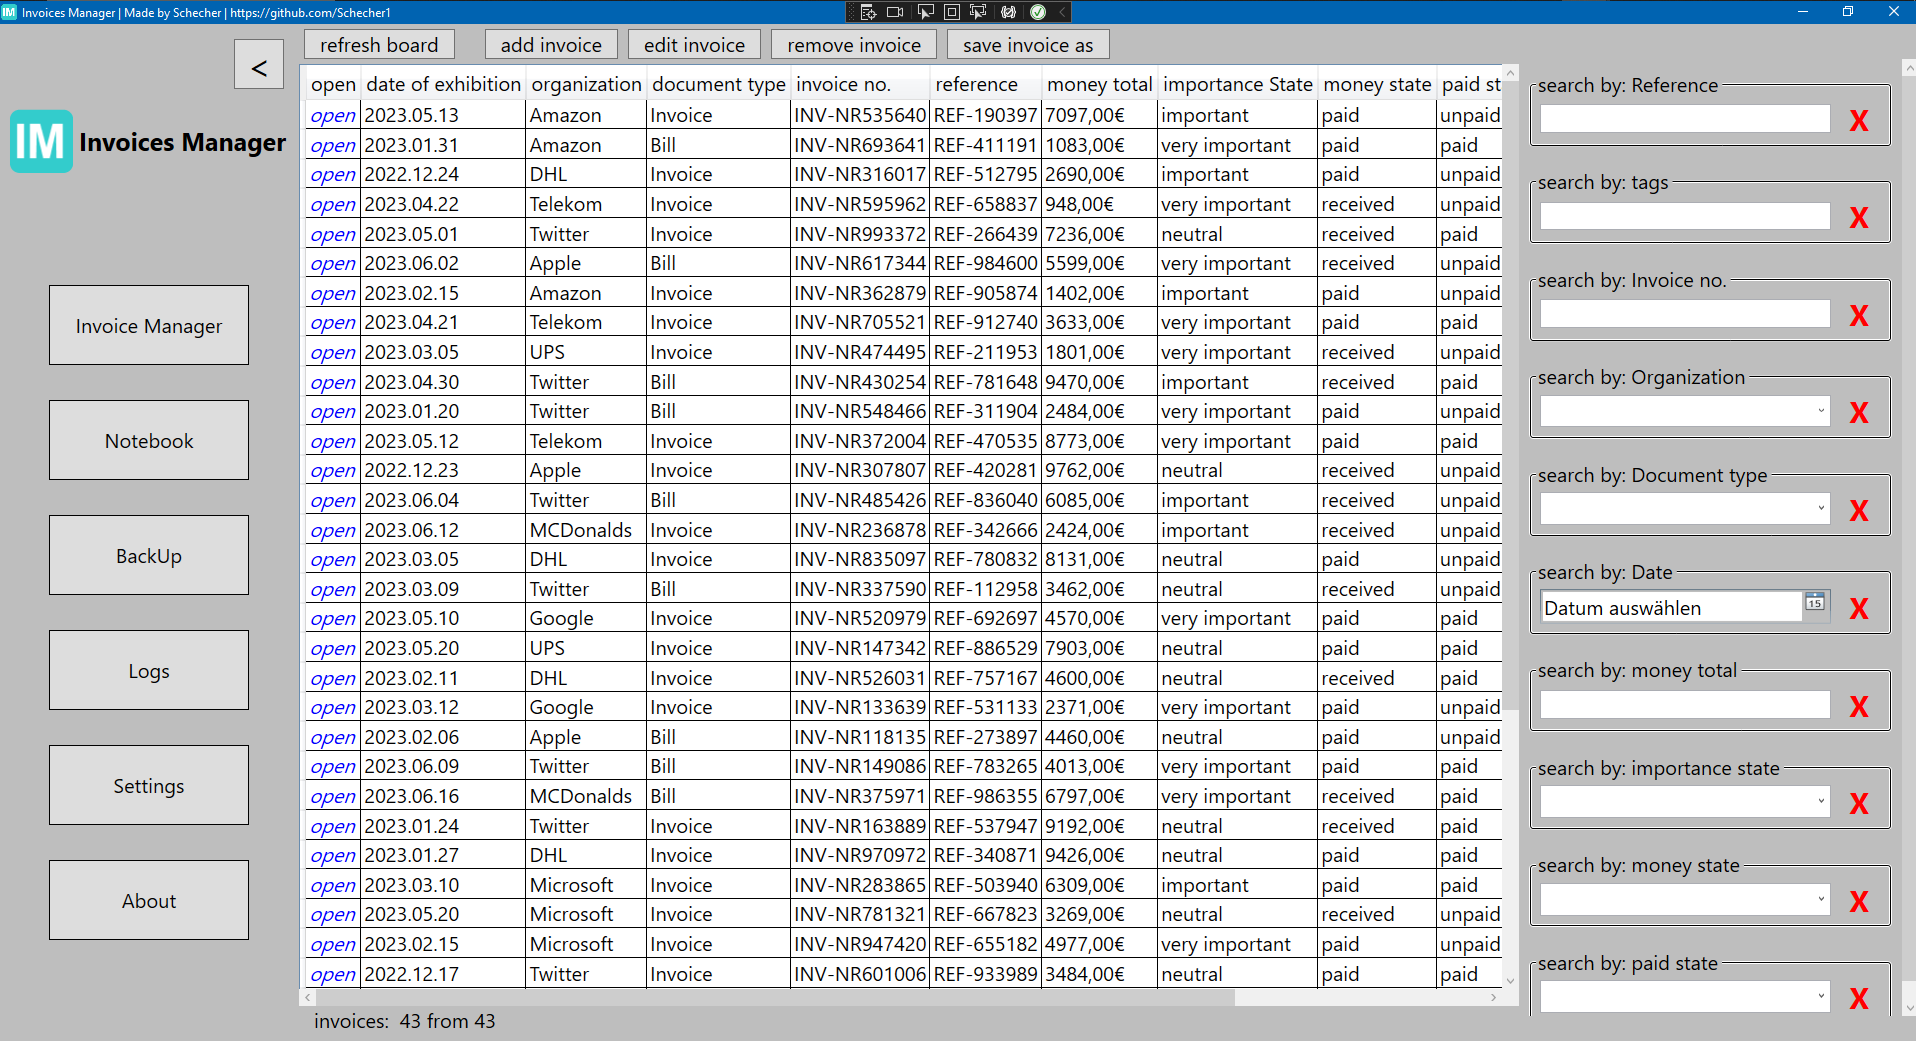 IM Invoices Manager | Made by Schecher | https://github.com/Schecher1
<
IM Invoices Manager
Invoice Manager
Notebook
BackUp
Logs
Settings
About
refresh board add invoice edit invoice remove invoice save invoice as
open date of exhibition organization document type invoice no. reference money total importance State money state paid st
open 2023.05.13 Amazon Invoice INV-NR535640 REF-190397 7097,00€ important paid unpaid
open 2023.01.31 Amazon Bill INV-NR693641 REF-411191 1083,00€ very important paid paid
open 2022.12.24 DHL Invoice INV-NR316017 REF-512795 2690,00€ important paid unpaid
open 2023.04.22 Telekom Invoice INV-NR595962 REF-658837 948,00€ very important received unpaid
open 2023.05.01 Twitter Invoice INV-NR993372 REF-266439 7236,00€ neutral received paid
open 2023.06.02 Apple Bill INV-NR617344 REF-984600 5599,00€ very important received unpaid
open 2023.02.15 Amazon Invoice INV-NR362879 REF-905874 1402,00€ important paid unpaid
open 2023.04.21 Telekom Invoice INV-NR705521 REF-912740 3633,00€ very important paid paid
open 2023.03.05 UPS Invoice INV-NR474495 REF-211953 1801,00€ very important received unpaid
open 2023.04.30 Twitter Bill INV-NR430254 REF-781648 9470,00€ important received paid
open 2023.01.20 Twitter Bill INV-NR548466 REF-311904 2484,00€ very important paid unpaid
open 2023.05.12 Telekom Invoice INV-NR372004 REF-470535 8773,00€ very important paid paid
open 2022.12.23 Apple Invoice INV-NR307807 REF-420281 9762,00€ neutral received unpaid
open 2023.06.04 Twitter Bill INV-NR485426 REF-836040 6085,00€ important received unpaid
open 2023.06.12 MCDonalds Invoice INV-NR236878 REF-342666 2424,00€ important received unpaid
open 2023.03.05 DHL Invoice INV-NR835097 REF-780832 8131,00€ neutral paid unpaid
open 2023.03.09 Twitter Bill INV-NR337590 REF-112958 3462,00€ neutral received unpaid
open 2023.05.10 Google Invoice INV-NR520979 REF-692697 4570,00€ very important paid paid
open 2023.05.20 UPS Invoice INV-NR147342 REF-886529 7903,00€ neutral paid paid
open 2023.02.11 DHL Invoice INV-NR526031 REF-757167 4600,00€ neutral received paid
open 2023.03.12 Google Invoice INV-NR133639 REF-531133 2371,00€ very important paid unpaid
open 2023.02.06 Apple Bill INV-NR118135 REF-273897 4460,00€ neutral paid unpaid
open 2023.06.09 Twitter Bill INV-NR149086 REF-783265 4013,00€ very important paid paid
open 2023.06.16 MCDonalds Bill INV-NR375971 REF-986355 6797,00€ very important received paid
open 2023.01.24 Twitter Invoice INV-NR163889 REF-537947 9192,00€ neutral received paid
open 2023.01.27 DHL Invoice INV-NR970972 REF-340871 9426,00€ neutral paid paid
open 2023.03.10 Microsoft Invoice INV-NR283865 REF-503940 6309,00€ important paid paid
open 2023.05.20 Microsoft Invoice INV-NR781321 REF-667823 3269,00€ neutral received unpaid
open 2023.02.15 Microsoft Invoice INV-NR947420 REF-655182 4977,00€ very important paid unpaid
open 2022.12.17 Twitter Invoice INV-NR601006 REF-933989 3484,00€ neutral paid paid
invoices: 43 from 43
search by: Reference
X
search by: tags
X
search by: Invoice no.
X
search by: Organization
X
search by: Document type
X
search by: Date
Datum auswählen 15 X
search by: money total
X
search by: importance state
X
search by: money state
X
search by: paid state
X